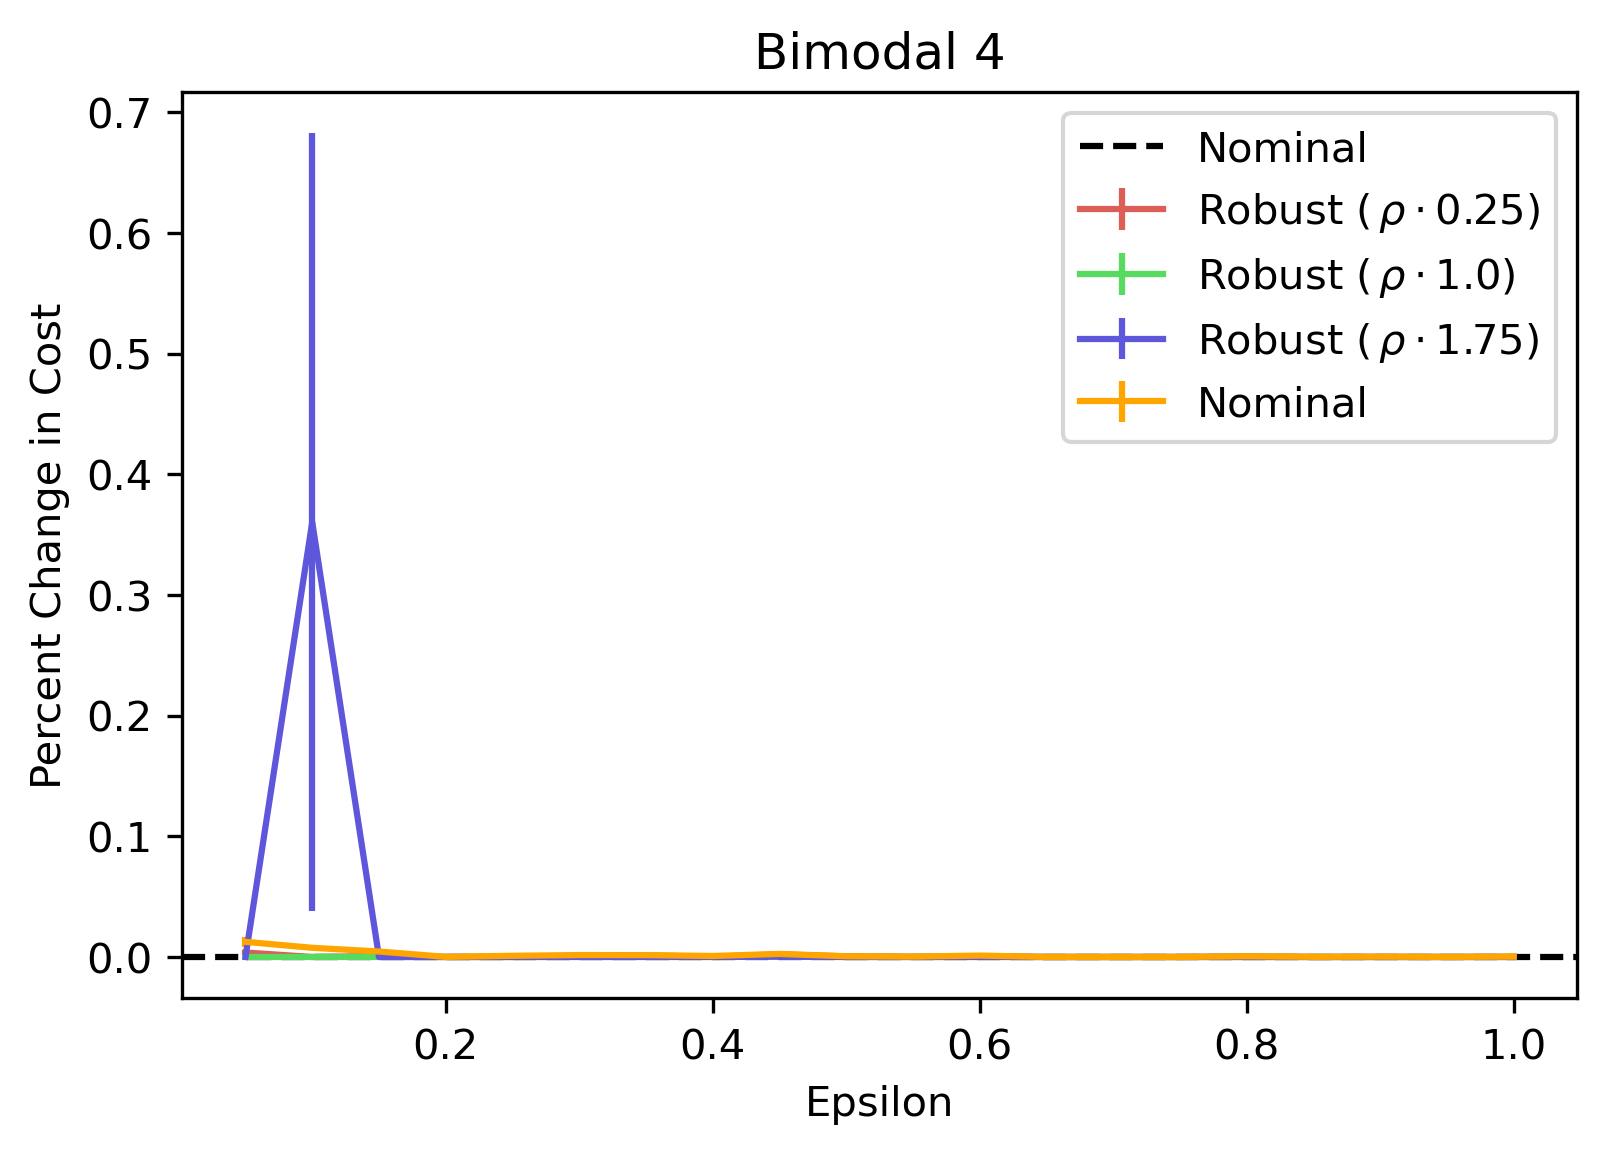 Bimodal 4
0.7
0.6
0.5
0.4
0.3
0.2
0.1
0.0
Percent Change in Cost
Nominal
Robust (ρ · 0.25)
Robust (ρ · 1.0)
Robust (ρ · 1.75)
Nominal
0.2 0.4 0.6 0.8 1.0
Epsilon